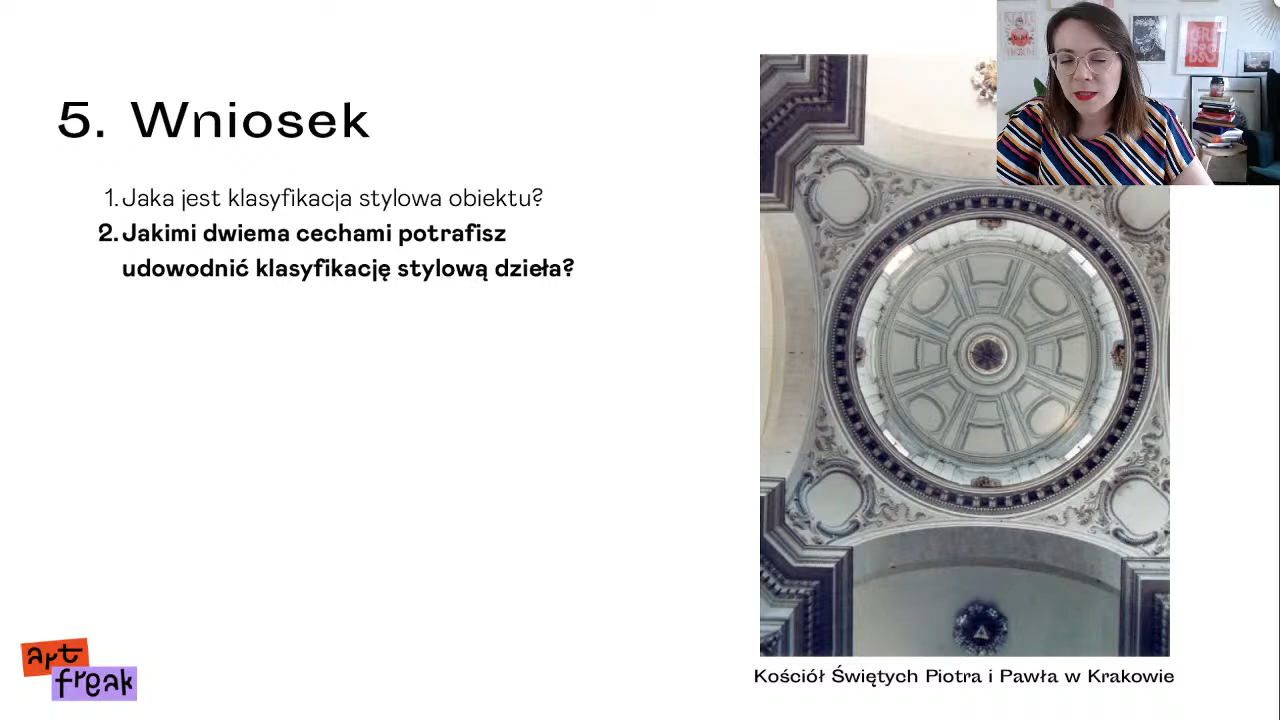 5. Wniosek
1. Jaka jest klasyfikacja stylowa obiektu?
2. Jakimi dwiema cechami potrafisz
udowodnić klasyfikację stylową dzieła?
Kościół Świętych Piotra i Pawła w Krakowie
art
freak